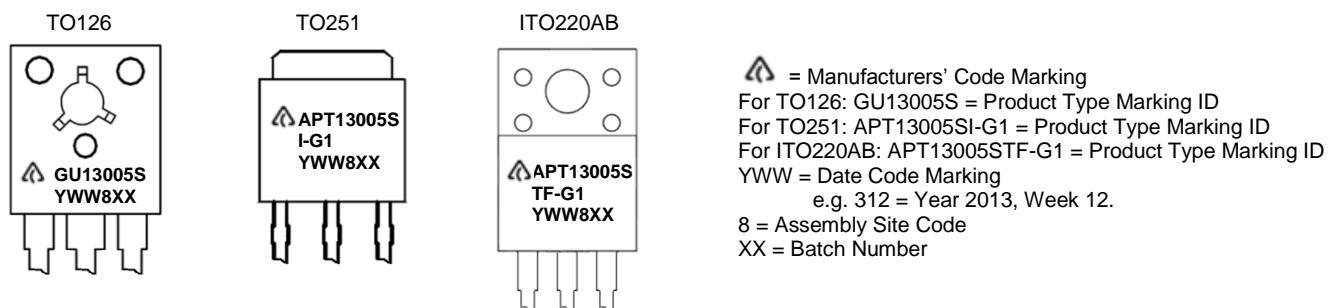 TO126
GU13005S
YWW8XX
TO251
APT13005S
I-G1
YWW8XX
ITO220AB
APT13005S
TF-G1
YWW8XX
= Manufacturers’ Code Marking
For TO126: GU13005S = Product Type Marking ID
For TO251: APT13005SI-G1 = Product Type Marking ID
For ITO220AB: APT13005STF-G1 = Product Type Marking ID
YWW = Date Code Marking
e.g. 312 = Year 2013, Week 12.
8 = Assembly Site Code
XX = Batch Number